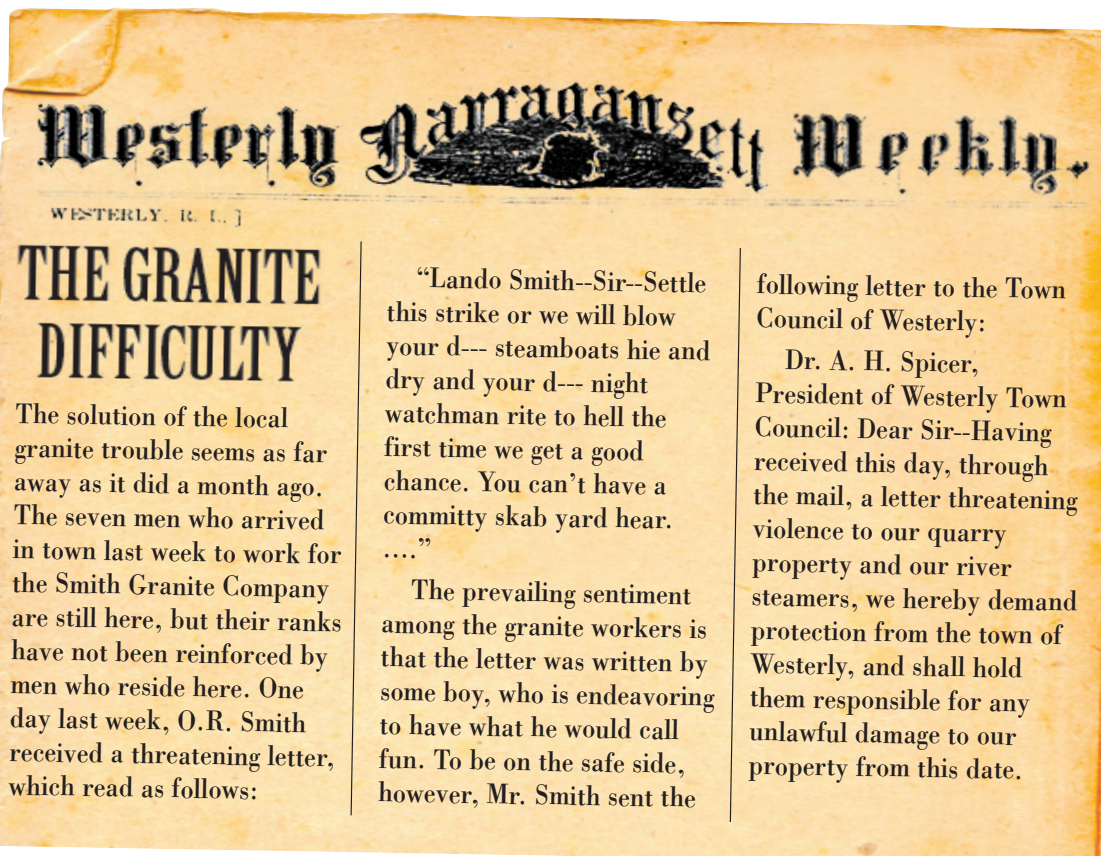 Westerly Narragansett Weekly.
WESTERLY. R. I., }
THE GRANITE
DIFFICULTY
The solution of the local
granite trouble seems as far
away as it did a month ago.
The seven men who arrived
in town last week to work for
the Smith Granite Company
are still here, but their ranks
have not been reinforced by
men who reside here. One
day last week, O.R. Smith
received a threatening letter,
which read as follows:
“Lando Smith--Sir--Settle
this strike or we will blow
your d--- steamboats hie and
dry and your d--- night
watchman rite to hell the
first time we get a good
chance. You can’t have a
committy skab yard hear.
....”
The prevailing sentiment
among the granite workers is
that the letter was written by
some boy, who is endeavoring
to have what he would call
fun. To be on the safe side,
however, Mr. Smith sent the
following letter to the Town
Council of Westerly:
Dr. A. H. Spicer,
President of Westerly Town
Council: Dear Sir--Having
received this day, through
the mail, a letter threatening
violence to our quarry
property and our river
steamers, we hereby demand
protection from the town of
Westerly, and shall hold
them responsible for any
unlawful damage to our
property from this date.